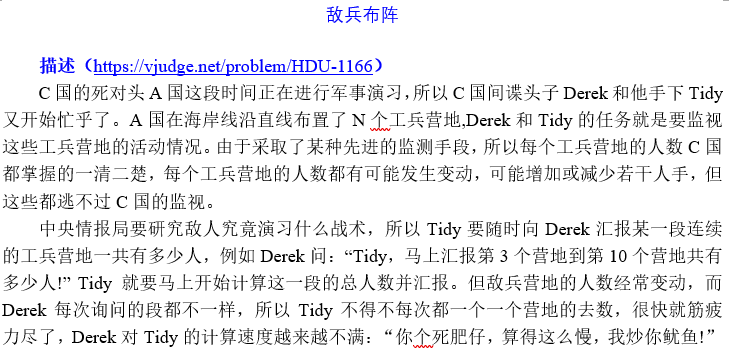 敌兵布阵
描述（https://vjudge.net/problem/HDU-1166）
C 国的死对头 A 国这段时间正在进行军事演习,所以 C 国间谍头子 Derek 和他手下 Tidy
又开始忙乎了。A 国在海岸线沿直线布置了 N 个工兵营地,Derek 和 Tidy 的任务就是要监视
这些工兵营地的活动情况。由于采取了某种先进的监测手段，所以每个工兵营地的人数 C 国
都掌握的一清二楚，每个工兵营地的人数都有可能发生变动，可能增加或减少若干人手，但
这些都逃不过 C 国的监视。
中央情报局要研究敌人究竟演习什么战术，所以 Tidy 要随时向 Derek 汇报某一段连续
的工兵营地一共有多少人，例如 Derek 问：“Tidy，马上汇报第 3 个营地到第 10 个营地共有
多少人!” Tidy 就要马上开始计算这一段的总人数并汇报。但敌兵营地的人数经常变动，而
Derek 每次询问的段都不一样，所以 Tidy 不得不每次都一个一个营地的去数，很快就筋疲
力尽了，Derek 对 Tidy 的计算速度越来越不满：“你个死肥仔，算得这么慢，我炒你鱿鱼!”